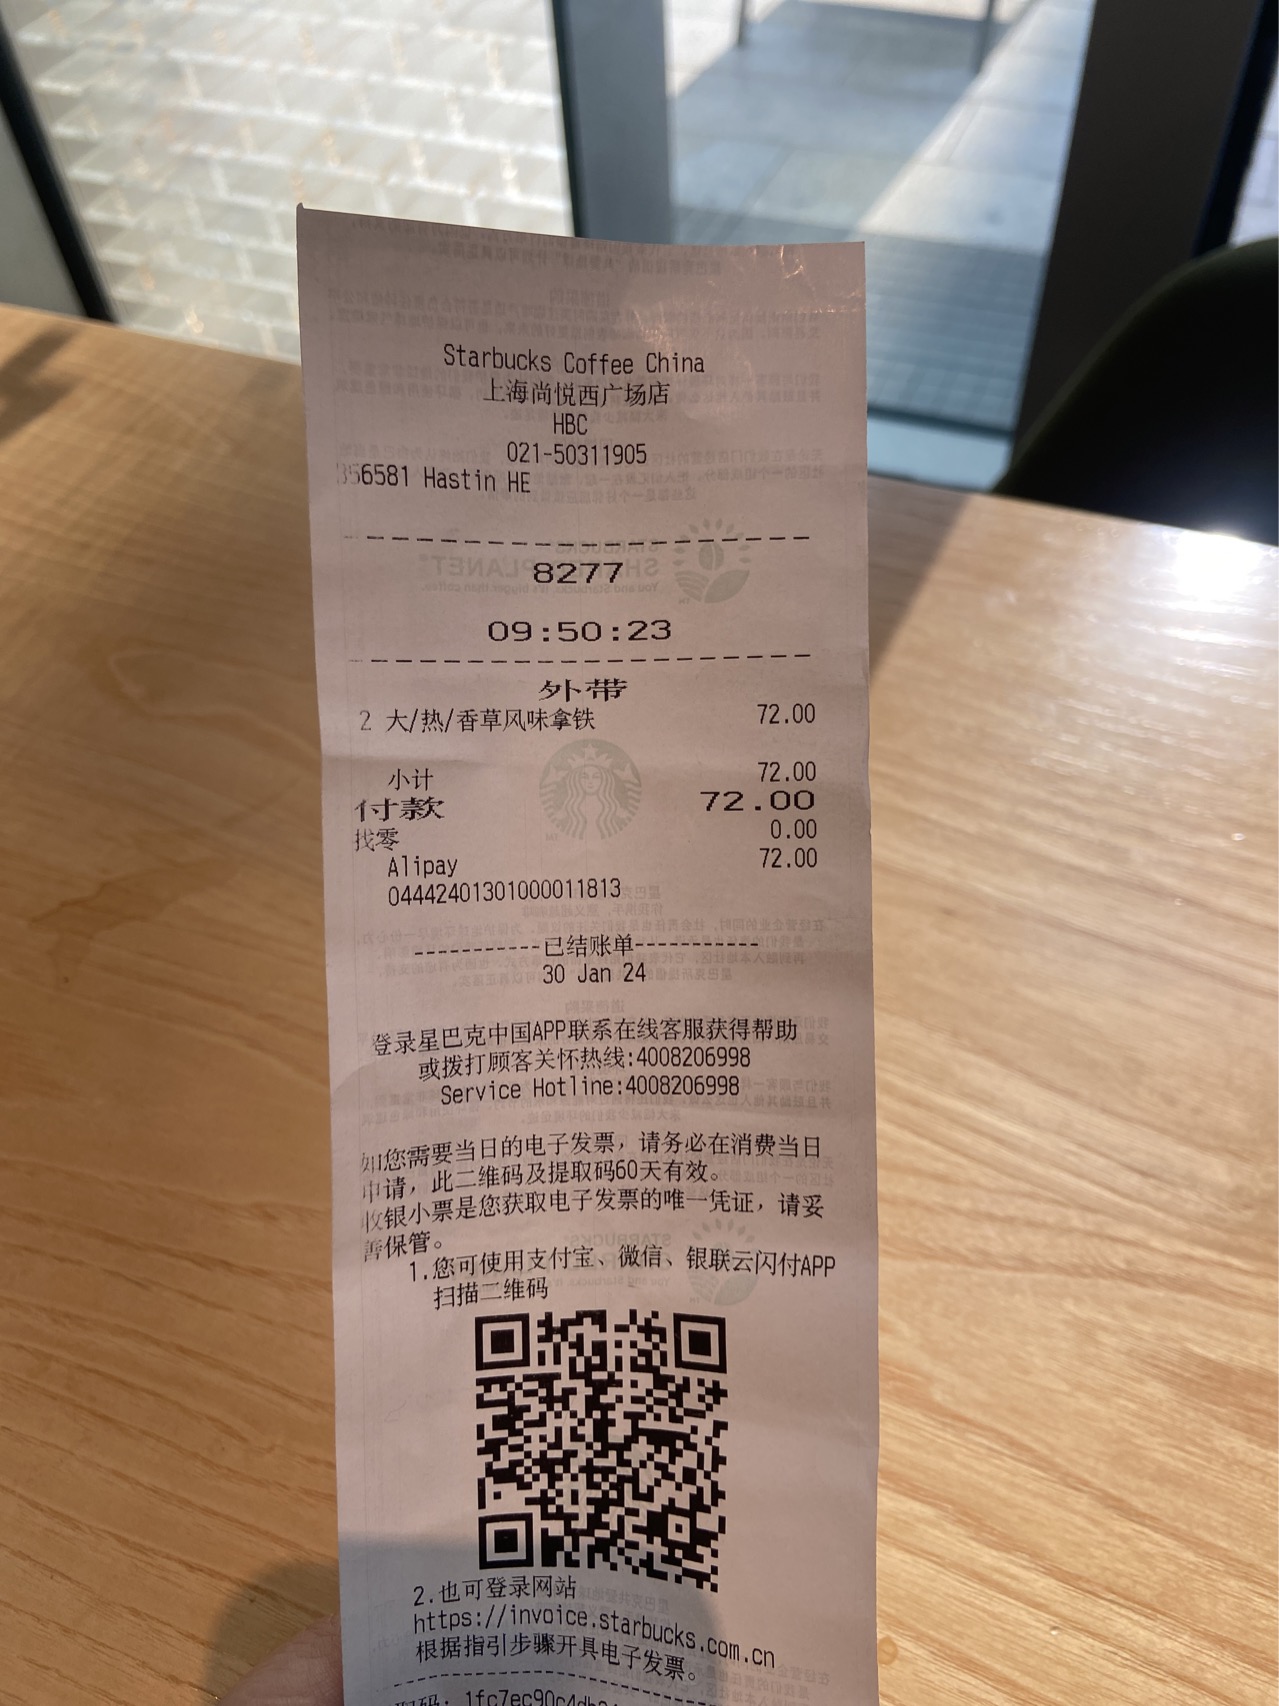 Starbucks Coffee China
上海尚悦西广场店
HBC
021-50311905
356581 Hastin HE
8277
09:50:23
外带
2 大/热/香草风味拿铁 72.00
小计 72.00
付款 72.00
找零 0.00
Alipay 72.00
04442401301000011813
-----------已结账单-----------
30 Jan 24
登录星巴克中国APP联系在线客服获得帮助
或拨打顾客关怀热线:4008206998
Service Hotline:4008206998
如您需要当日的电子发票，请务必在消费当日
申请，此二维码及提取码60天有效。
收银小票是您获取电子发票的唯一凭证，请妥
善保管。
1.您可使用支付宝、微信、银联云闪付APP
扫描二维码
2.也可登录网站
https://invoice.starbucks.com.cn
根据指引步骤开具电子发票。